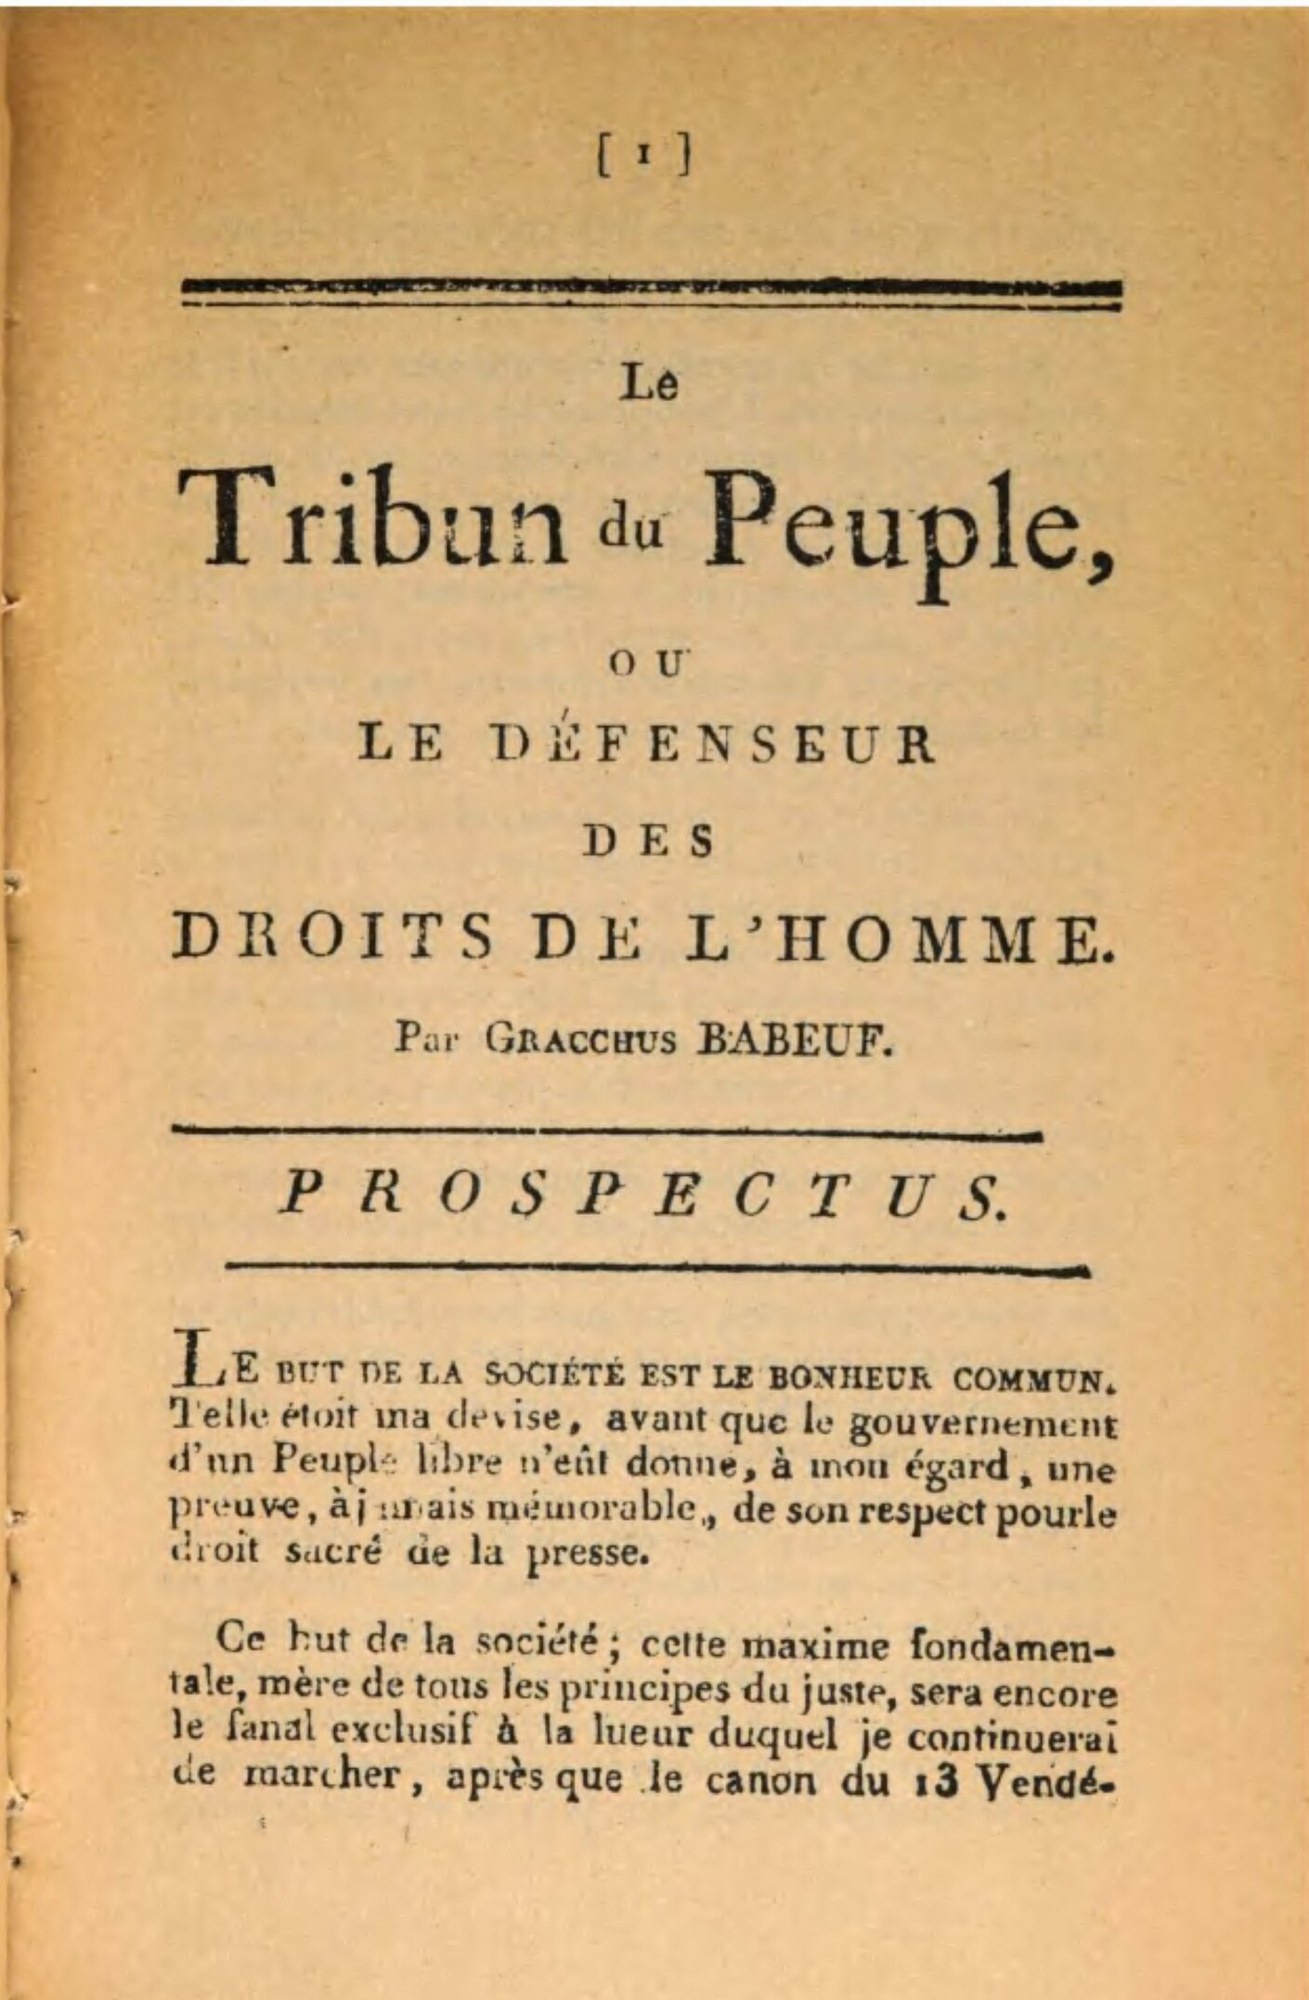 [ 1 ]
Le
Tribun du Peuple,
OU
LE DÉFENSEUR
DES
DROITS DE L'HOMME.
Par GRACCHUS BABEUF.
PROSPECTUS.
LE BUT DE LA SOCIÉTÉ EST LE BONHEUR COMMUN.
Telle étoit ma devise, avant que le gouvernement
d'un Peuple libre n'eût donne, à mon égard, une
preuve, àjamais mémorable, de son respect pourle
droit sacré de la presse.
Ce but de la société ; cette maxime fondamen-
tale, mère de tous les principes du juste, sera encore
le fanal exclusif à la lueur duquel je continuerai
de marcher, après que le canon du 13 Vendé-